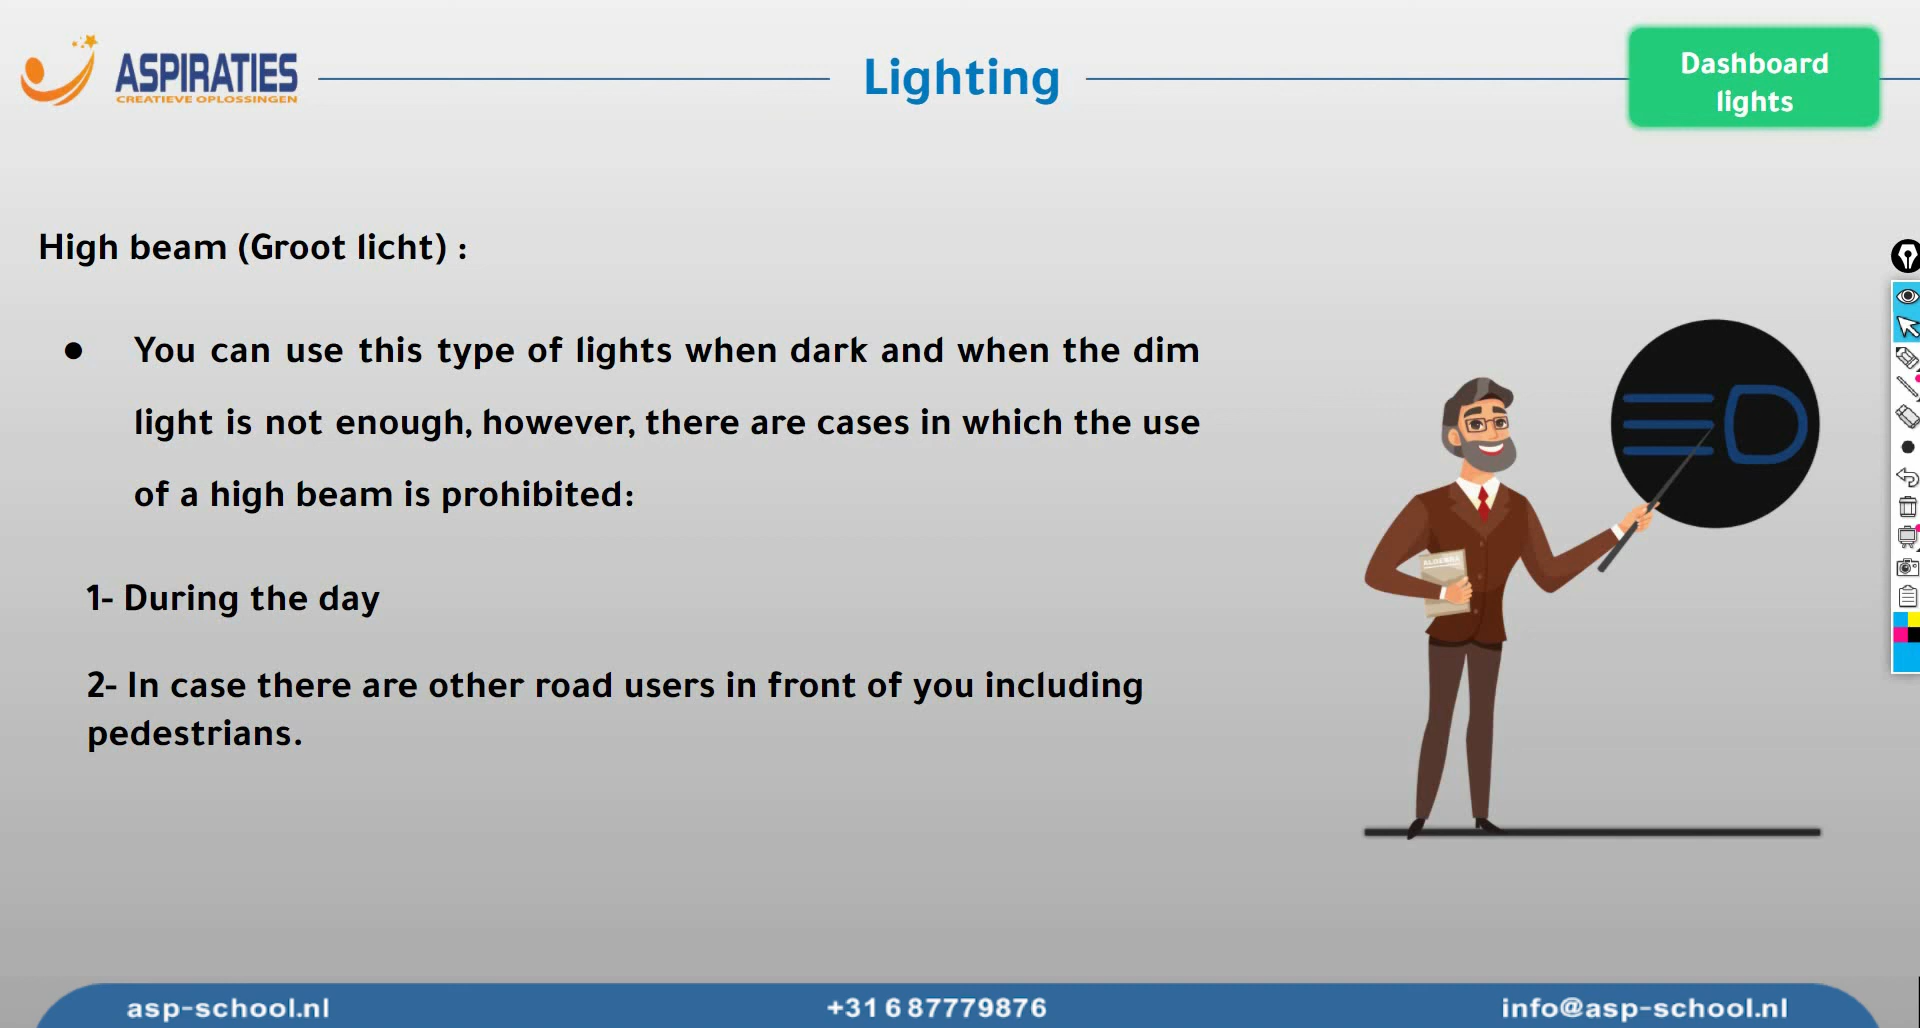 ASPIRATIES
CREATIEVE OPLOSSINGEN
Lighting
Dashboard
lights
High beam (Groot licht) :
● You can use this type of lights when dark and when the dim
light is not enough, however, there are cases in which the use
of a high beam is prohibited:
1- During the day
2- In case there are other road users in front of you including
pedestrians.
ALGEBRA
asp-school.nl
+31 6 87779876
info@asp-school.nl